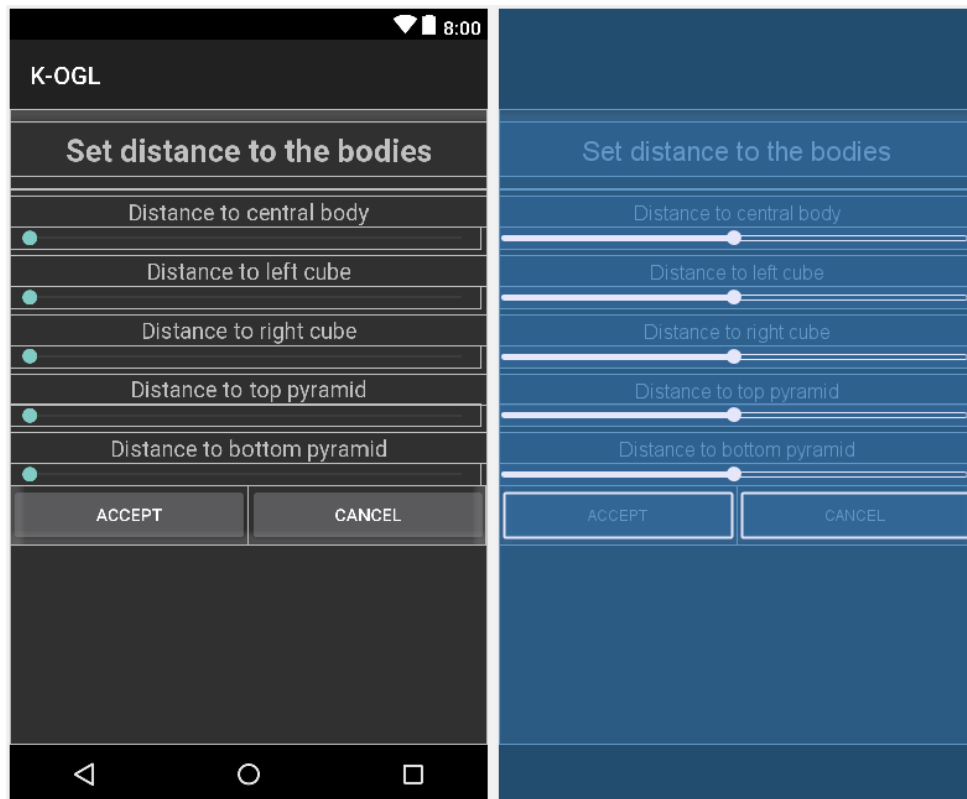 8:00
K-OGL
Set distance to the bodies
Distance to central body
Distance to left cube
Distance to right cube
Distance to top pyramid
Distance to bottom pyramid
ACCEPT CANCEL
Set distance to the bodies
Distance to central body
Distance to left cube
Distance to right cube
Distance to top pyramid
Distance to bottom pyramid
ACCEPT CANCEL